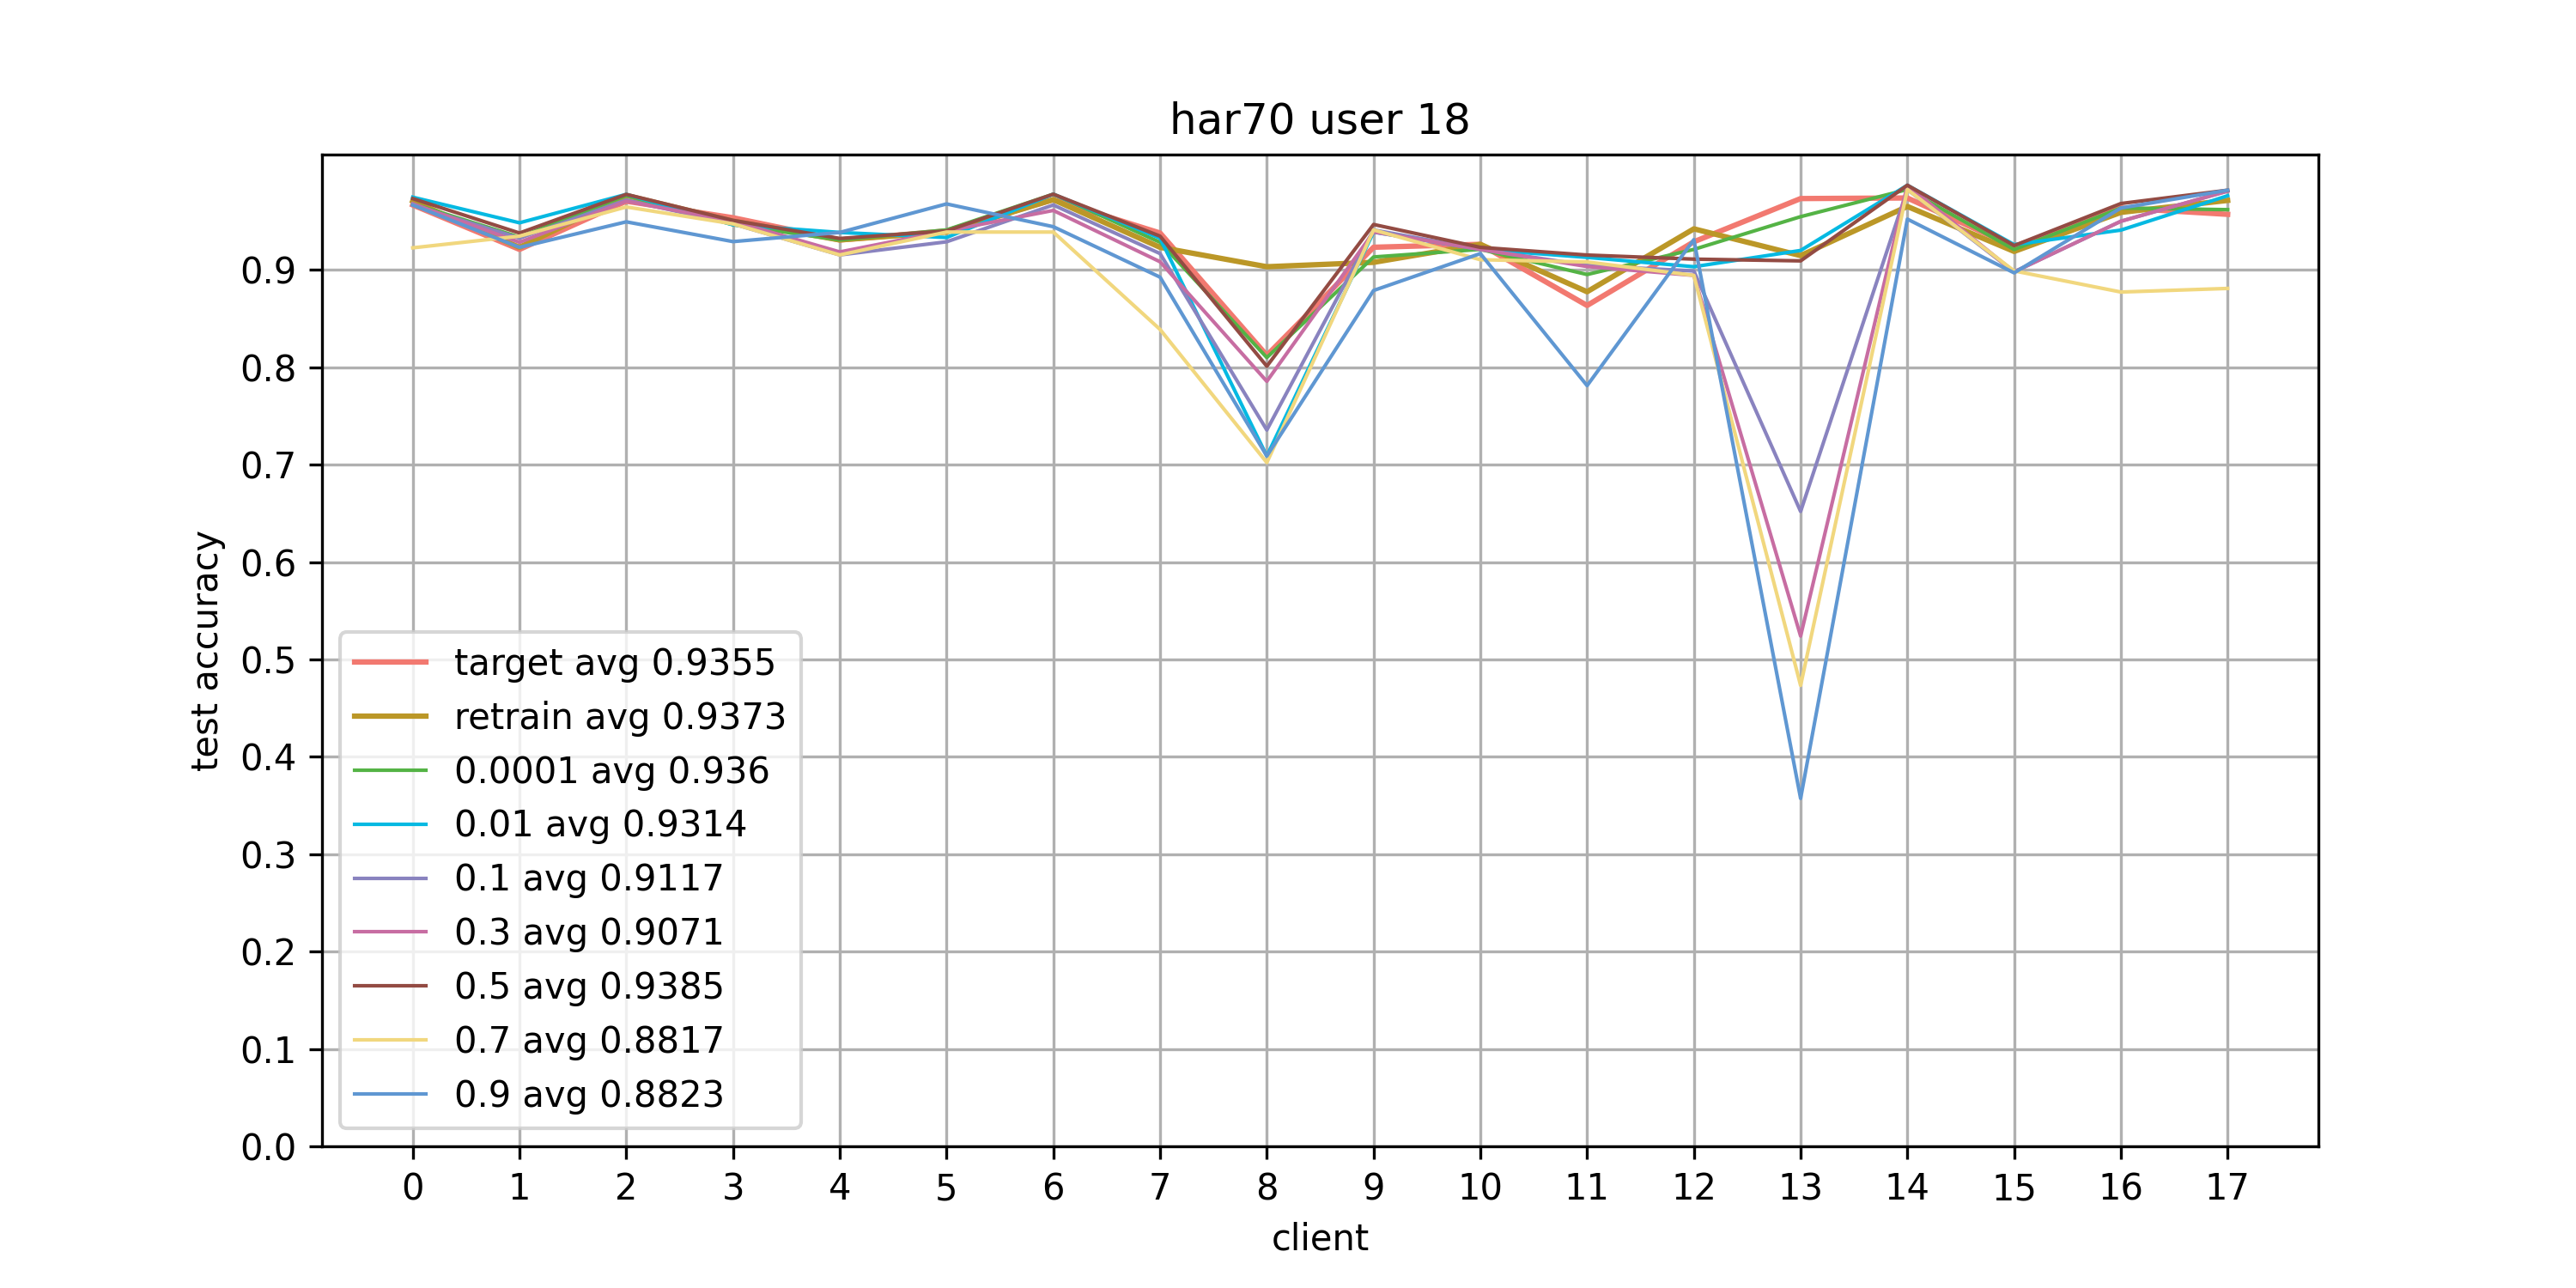 har70 user 18
test accuracy
0.9
0.8
0.7
0.6
0.5
0.4
0.3
0.2
0.1
0.0
target avg 0.9355
retrain avg 0.9373
0.0001 avg 0.936
0.01 avg 0.9314
0.1 avg 0.9117
0.3 avg 0.9071
0.5 avg 0.9385
0.7 avg 0.8817
0.9 avg 0.8823
0 1 2 3 4 5 6 7 8 9 10 11 12 13 14 15 16 17
client